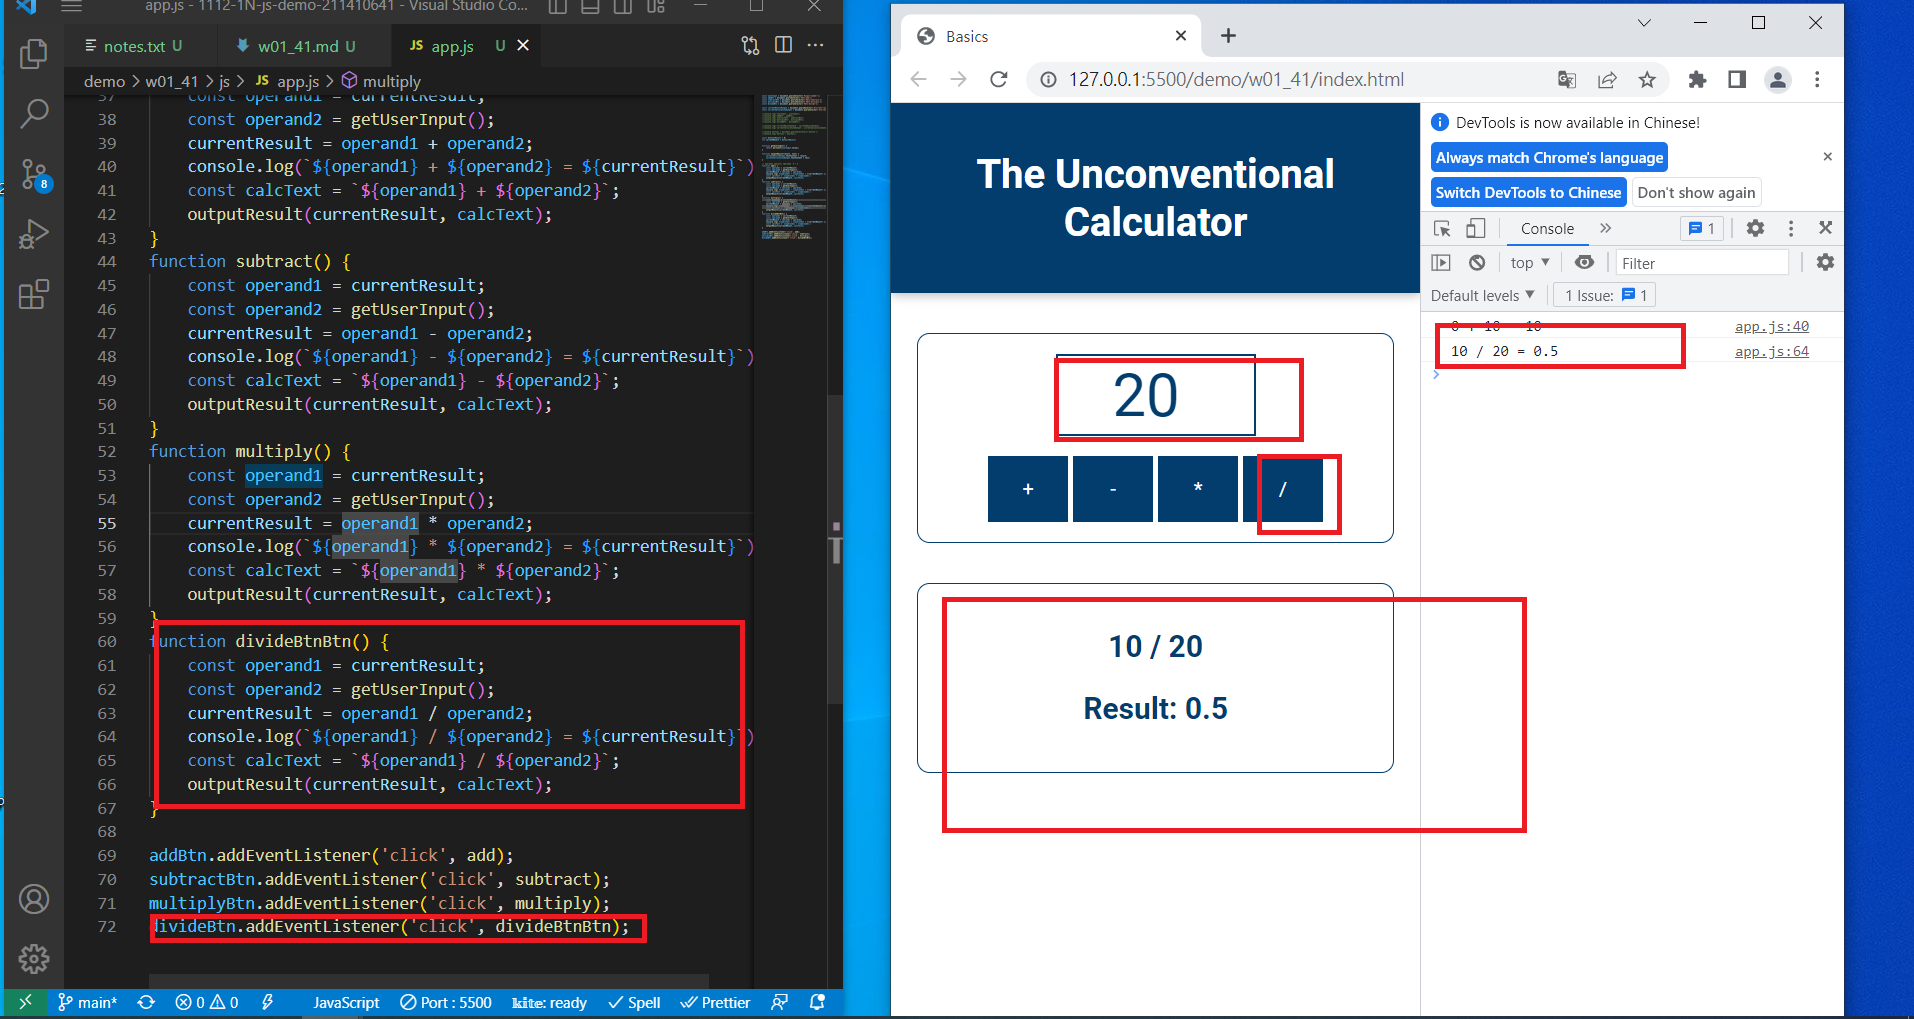 app.js - 1112-1N-js-demo-211410641 - Visual Studio Co...
notes.txt U
w01_41.md U
JS app.js U
demo > w01_41 > js > JS app.js > multiply
37 const operand1 = currentResult;
38 const operand2 = getUserInput();
39 currentResult = operand1 + operand2;
40 console.log(`${operand1} + ${operand2} = ${currentResult}`)
41 const calcText = `${operand1} + ${operand2}`;
42 outputResult(currentResult, calcText);
43 }
44 function subtract() {
45 const operand1 = currentResult;
46 const operand2 = getUserInput();
47 currentResult = operand1 - operand2;
48 console.log(`${operand1} - ${operand2} = ${currentResult}`)
49 const calcText = `${operand1} - ${operand2}`;
50 outputResult(currentResult, calcText);
51 }
52 function multiply() {
53 const operand1 = currentResult;
54 const operand2 = getUserInput();
55 currentResult = operand1 * operand2;
56 console.log(`${operand1} * ${operand2} = ${currentResult}`)
57 const calcText = `${operand1} * ${operand2}`;
58 outputResult(currentResult, calcText);
59 }
60 function divideBtnBtn() {
61 const operand1 = currentResult;
62 const operand2 = getUserInput();
63 currentResult = operand1 / operand2;
64 console.log(`${operand1} / ${operand2} = ${currentResult}`)
65 const calcText = `${operand1} / ${operand2}`;
66 outputResult(currentResult, calcText);
67 }
68
69 addBtn.addEventListener('click', add);
70 subtractBtn.addEventListener('click', subtract);
71 multiplyBtn.addEventListener('click', multiply);
72 divideBtn.addEventListener('click', divideBtnBtn);
8
main* 0 0 JavaScript Port : 5500 kite: ready Spell Prettier
Basics
127.0.0.1:5500/demo/w01_41/index.html
The Unconventional
Calculator
20
+ - * /
10 / 20
Result: 0.5
DevTools is now available in Chinese!
Always match Chrome's language
Switch DevTools to Chinese Don't show again
Console » 1
top Filter
Default levels 1 Issue: 1
0 + 10 = 10 app.js:40
10 / 20 = 0.5 app.js:64